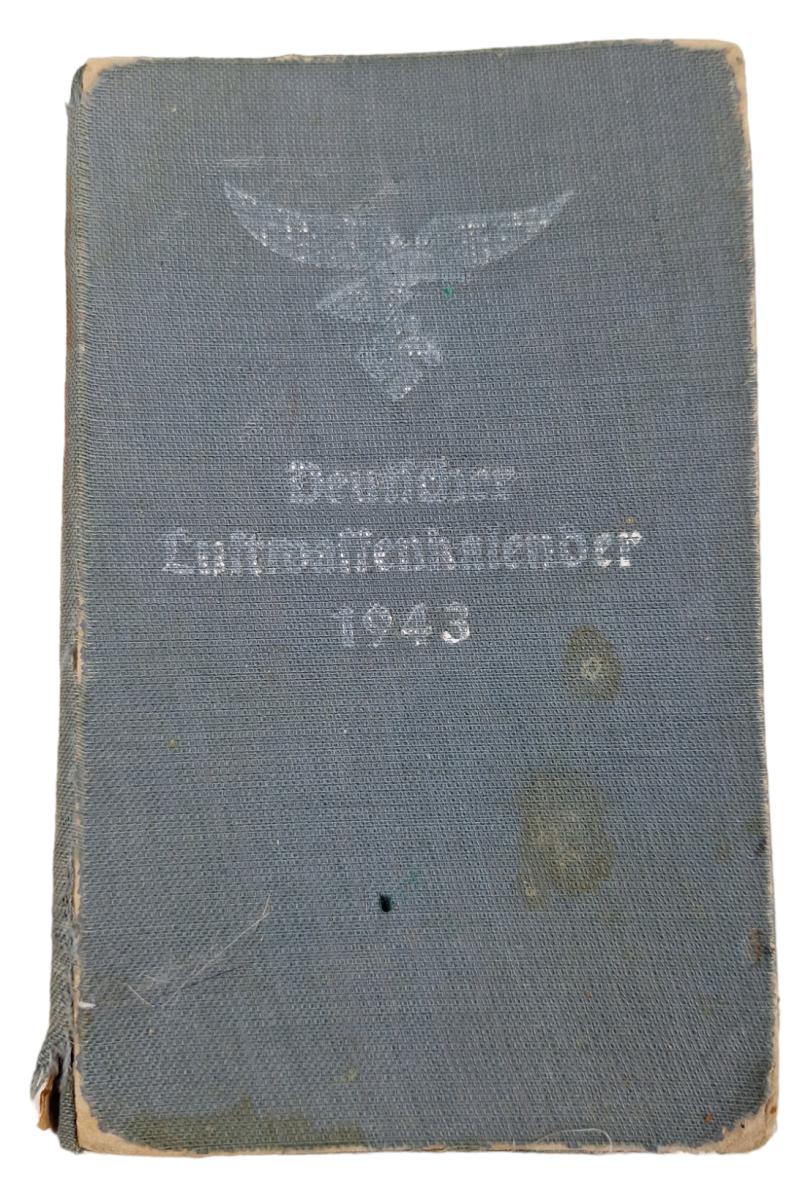 Deutscher
Luftwaffenkalender
1943